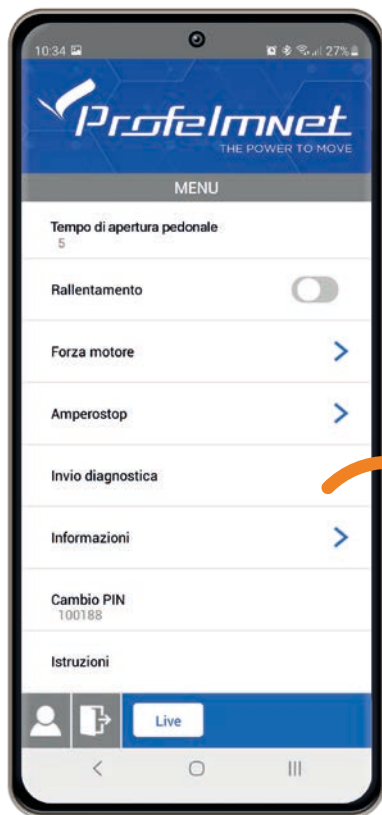 10:34
27%
Profelmnet
THE POWER TO MOVE
MENU
Tempo di apertura pedonale
5
Rallentamento
Forza motore
Amperostop
Invio diagnostica
Informazioni
Cambio PIN
100188
Istruzioni
Live